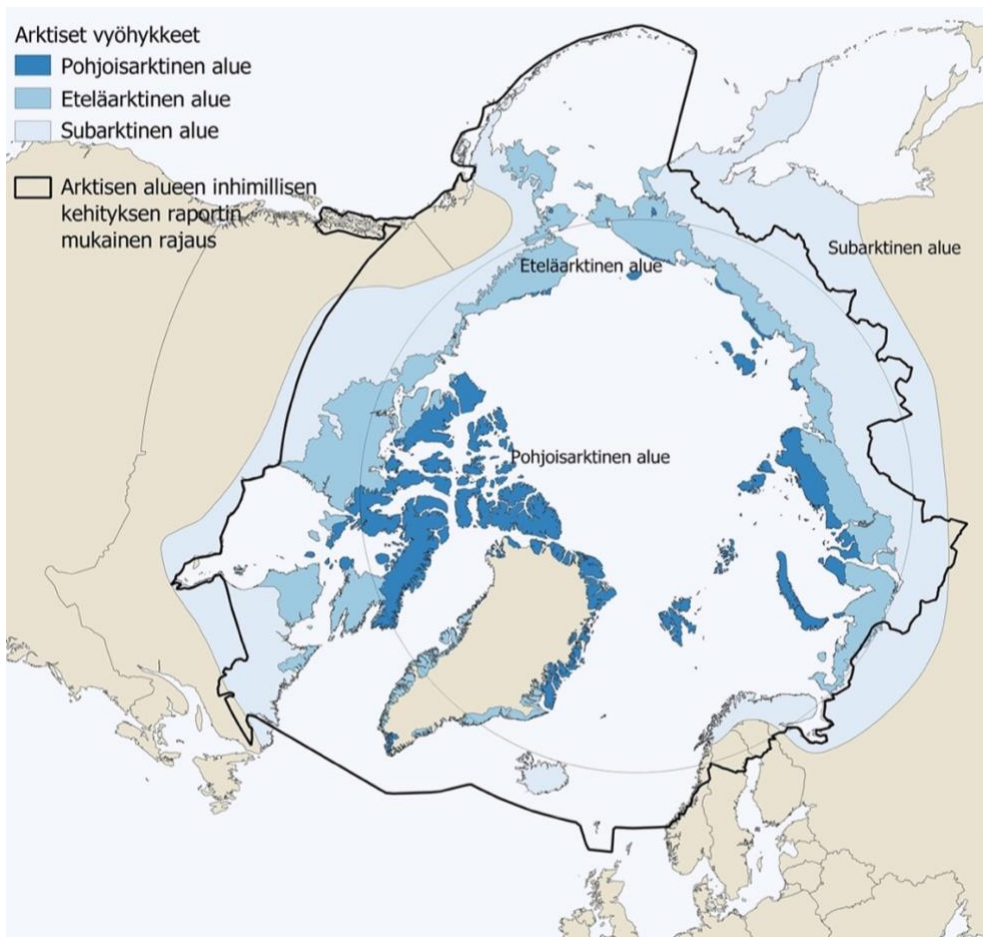 Arktiset vyöhykkeet
Pohjoisarktinen alue
Eteläarktinen alue
Subarktinen alue
Arktisen alueen inhimillisen
kehityksen raportin
mukainen rajaus
Subarktinen alue
Eteläarktinen alue
Pohjoisarktinen alue